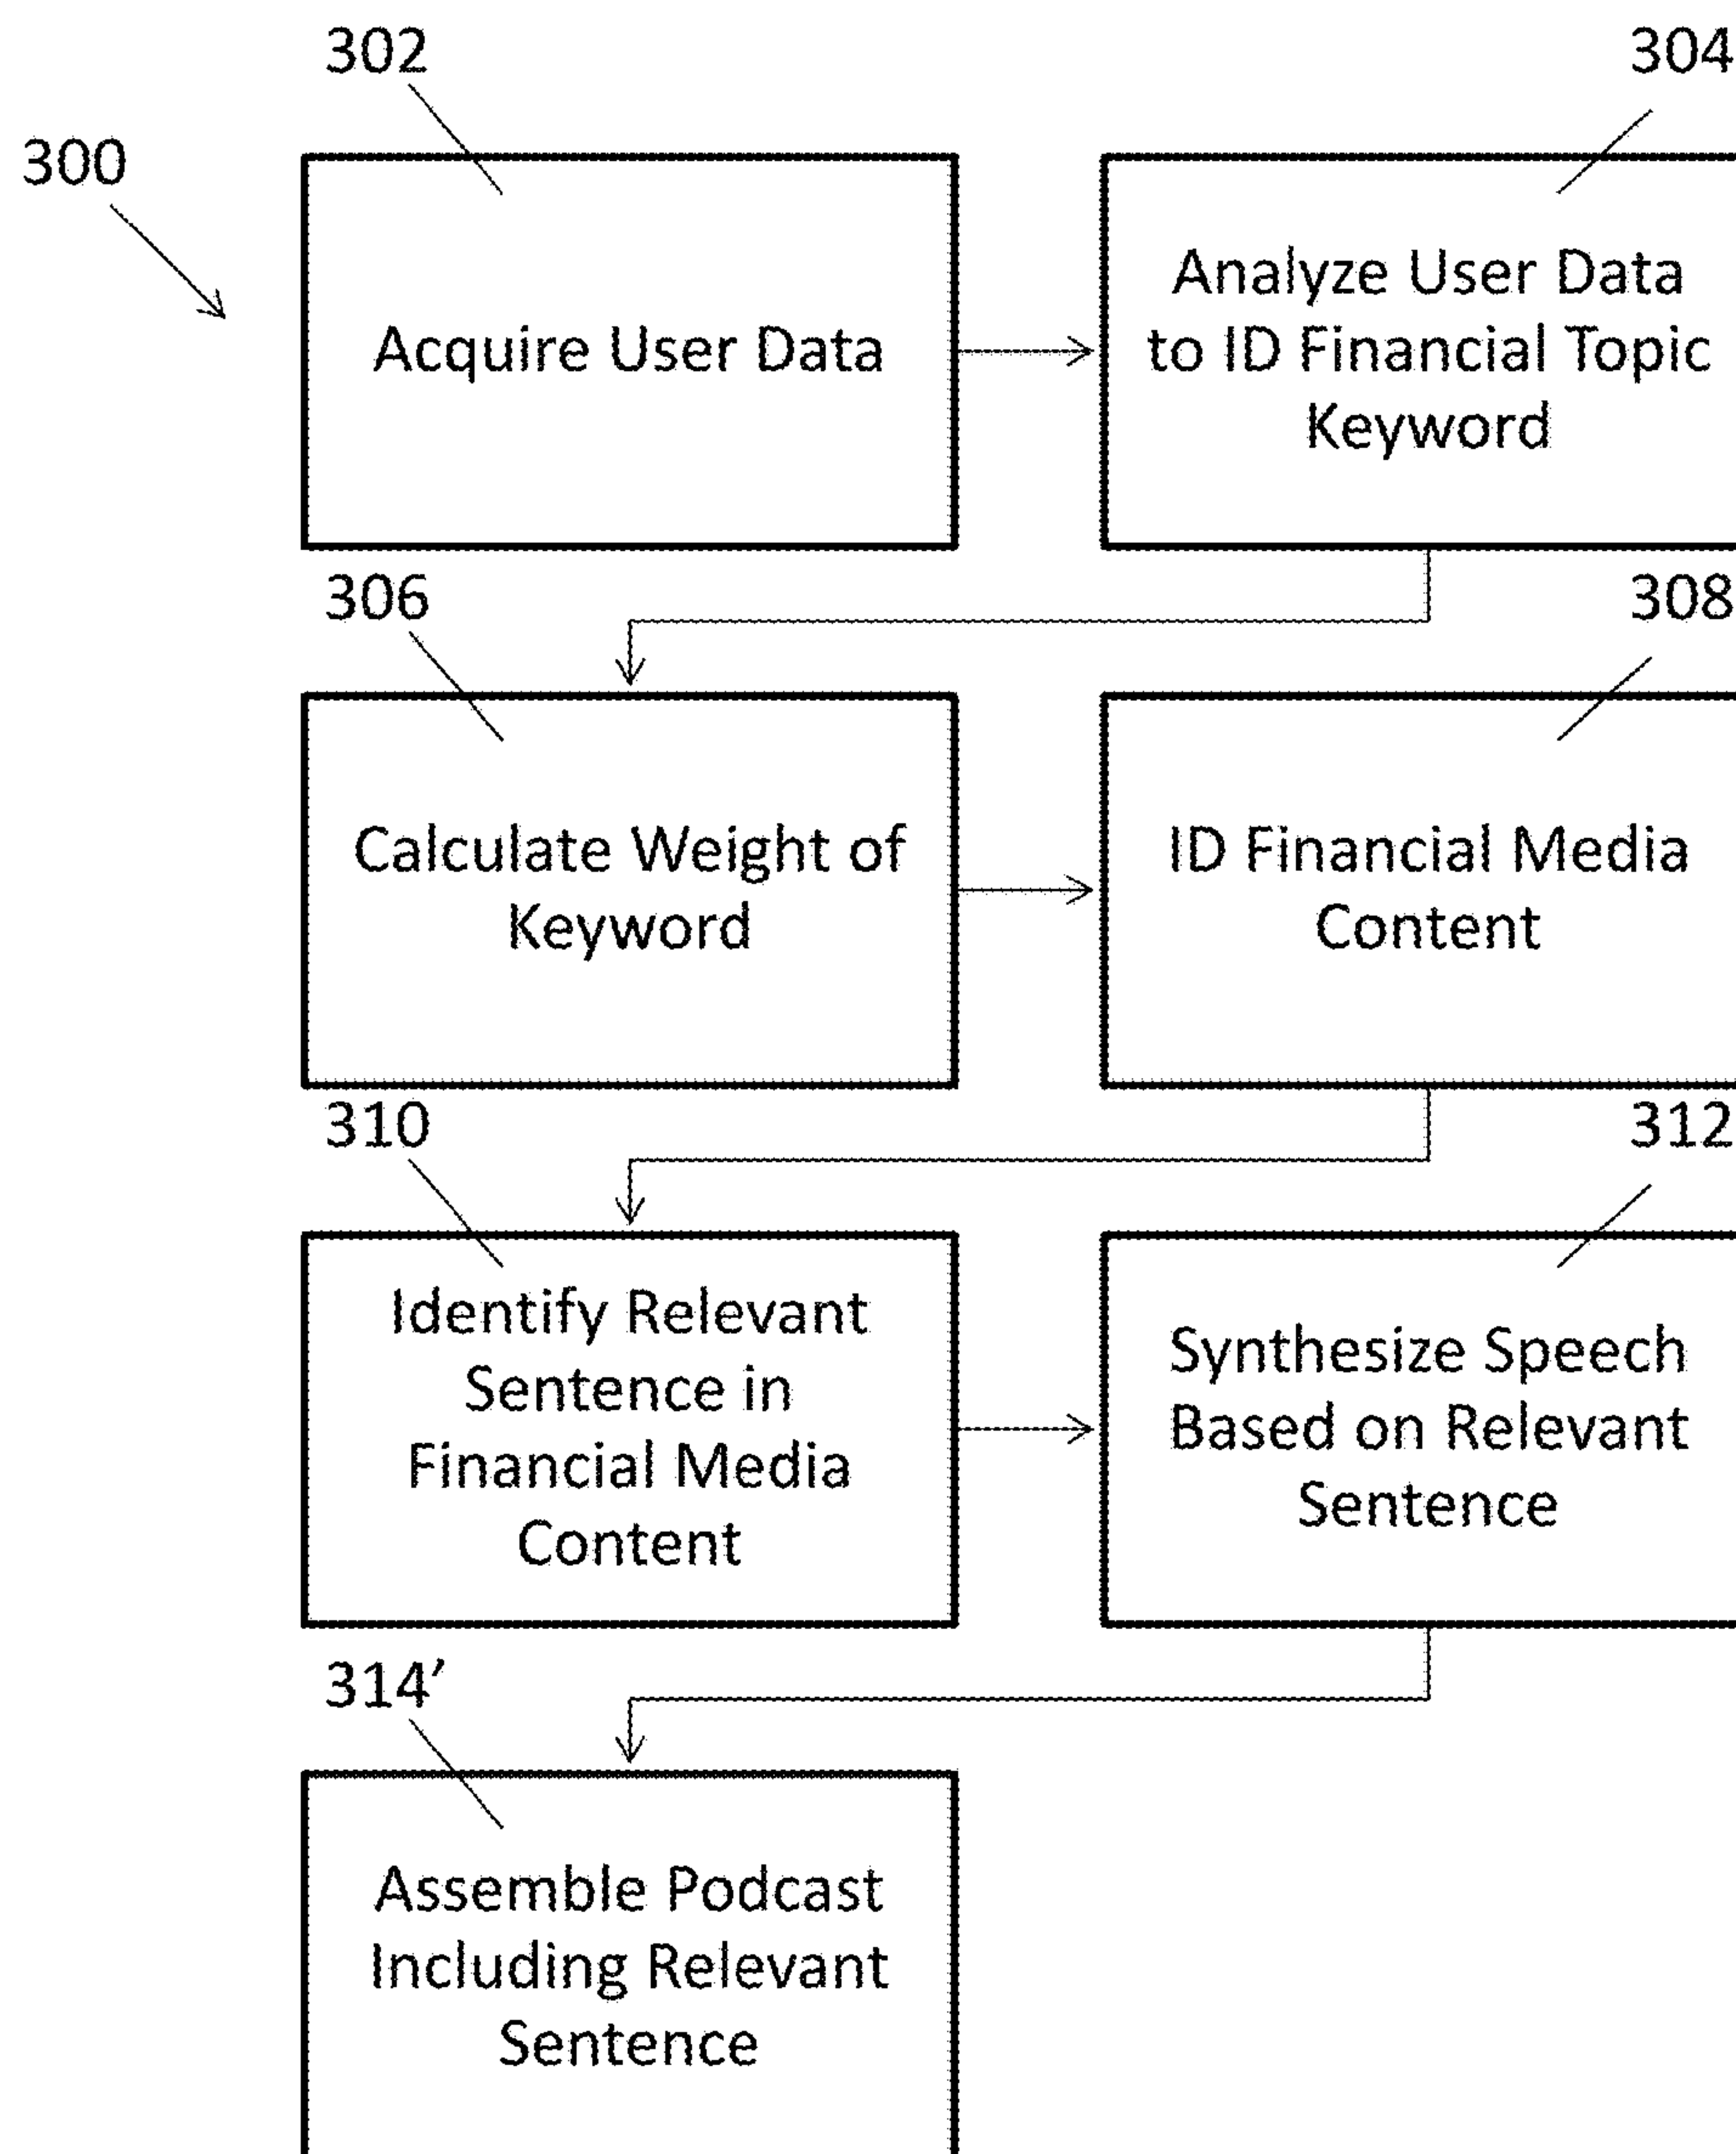 302
304
300
Acquire User Data
Analyze User Data
to ID Financial Topic
Keyword
306
308
Calculate Weight of
Keyword
ID Financial Media
Content
310
312
Identify Relevant
Sentence in
Financial Media
Content
Synthesize Speech
Based on Relevant
Sentence
314’
Assemble Podcast
Including Relevant
Sentence